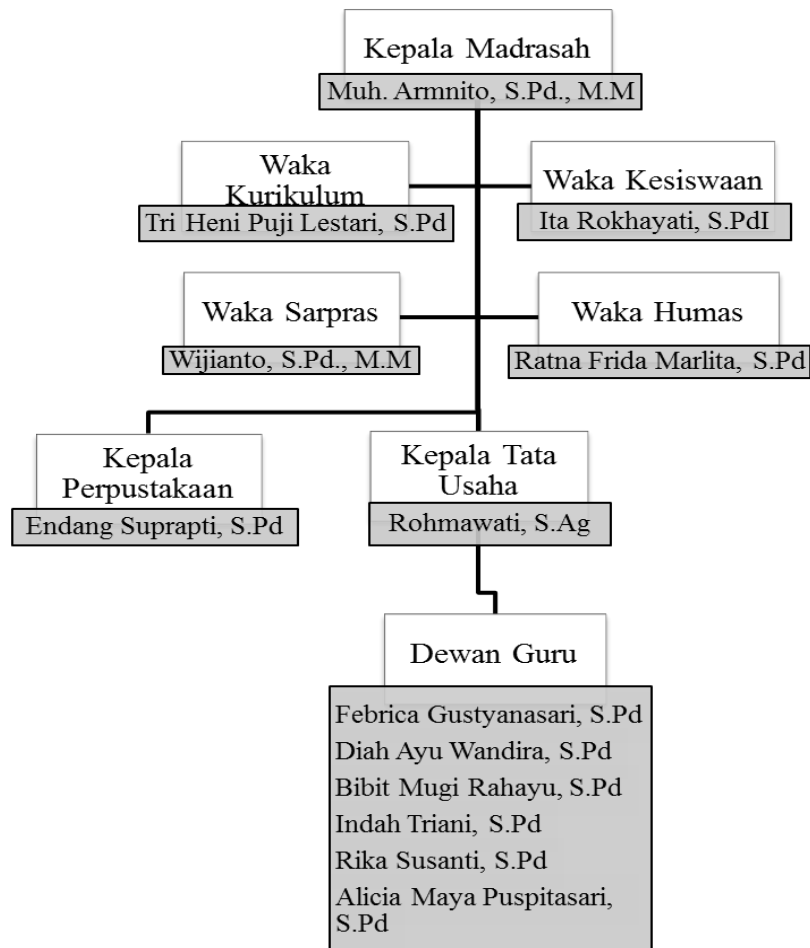 Kepala Madrasah
Muh. Armnito, S.Pd., M.M
Waka
Kurikulum
Tri Heni Puji Lestari, S.Pd
Waka Kesiswaan
Ita Rokhayati, S.PdI
Waka Sarpras
Wijianto, S.Pd., M.M
Waka Humas
Ratna Frida Marlita, S.Pd
Kepala
Perpustakaan
Endang Suprapti, S.Pd
Kepala Tata
Usaha
Rohmawati, S.Ag
Dewan Guru
Febrica Gustyanasari, S.Pd
Diah Ayu Wandira, S.Pd
Bibit Mugi Rahayu, S.Pd
Indah Triani, S.Pd
Rika Susanti, S.Pd
Alicia Maya Puspitasari,
S.Pd